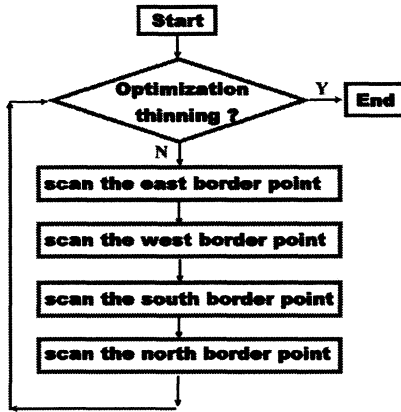 Start
Optimization
thinning ?
Y
End
N
scan the east border point
scan the west border point
scan the south border point
scan the north border point